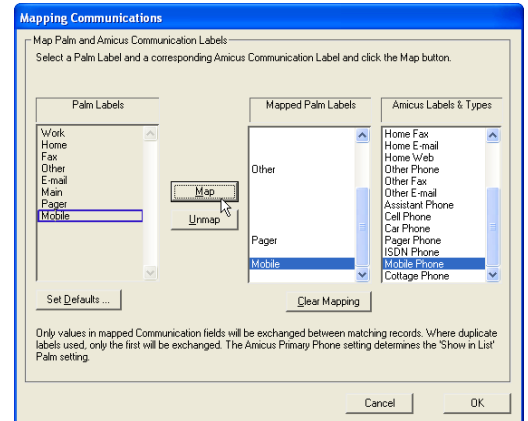 Mapping Communications
Map Palm and Amicus Communication Labels
Select a Palm Label and a corresponding Amicus Communication Label and click the Map button.
Palm Labels
Work
Home
Fax
Other
E-mail
Main
Pager
Mobile
Set Defaults ...
Map
Unmap
Mapped Palm Labels
Other
Pager
Mobile
Clear Mapping
Amicus Labels & Types
Home Fax
Home E-mail
Home Web
Other Phone
Other Fax
Other E-mail
Assistant Phone
Cell Phone
Car Phone
Pager Phone
ISDN Phone
Mobile Phone
Cottage Phone
Only values in mapped Communication fields will be exchanged between matching records. Where duplicate
labels used, only the first will be exchanged. The Amicus Primary Phone setting determines the 'Show in List'
Palm setting.
Cancel
OK